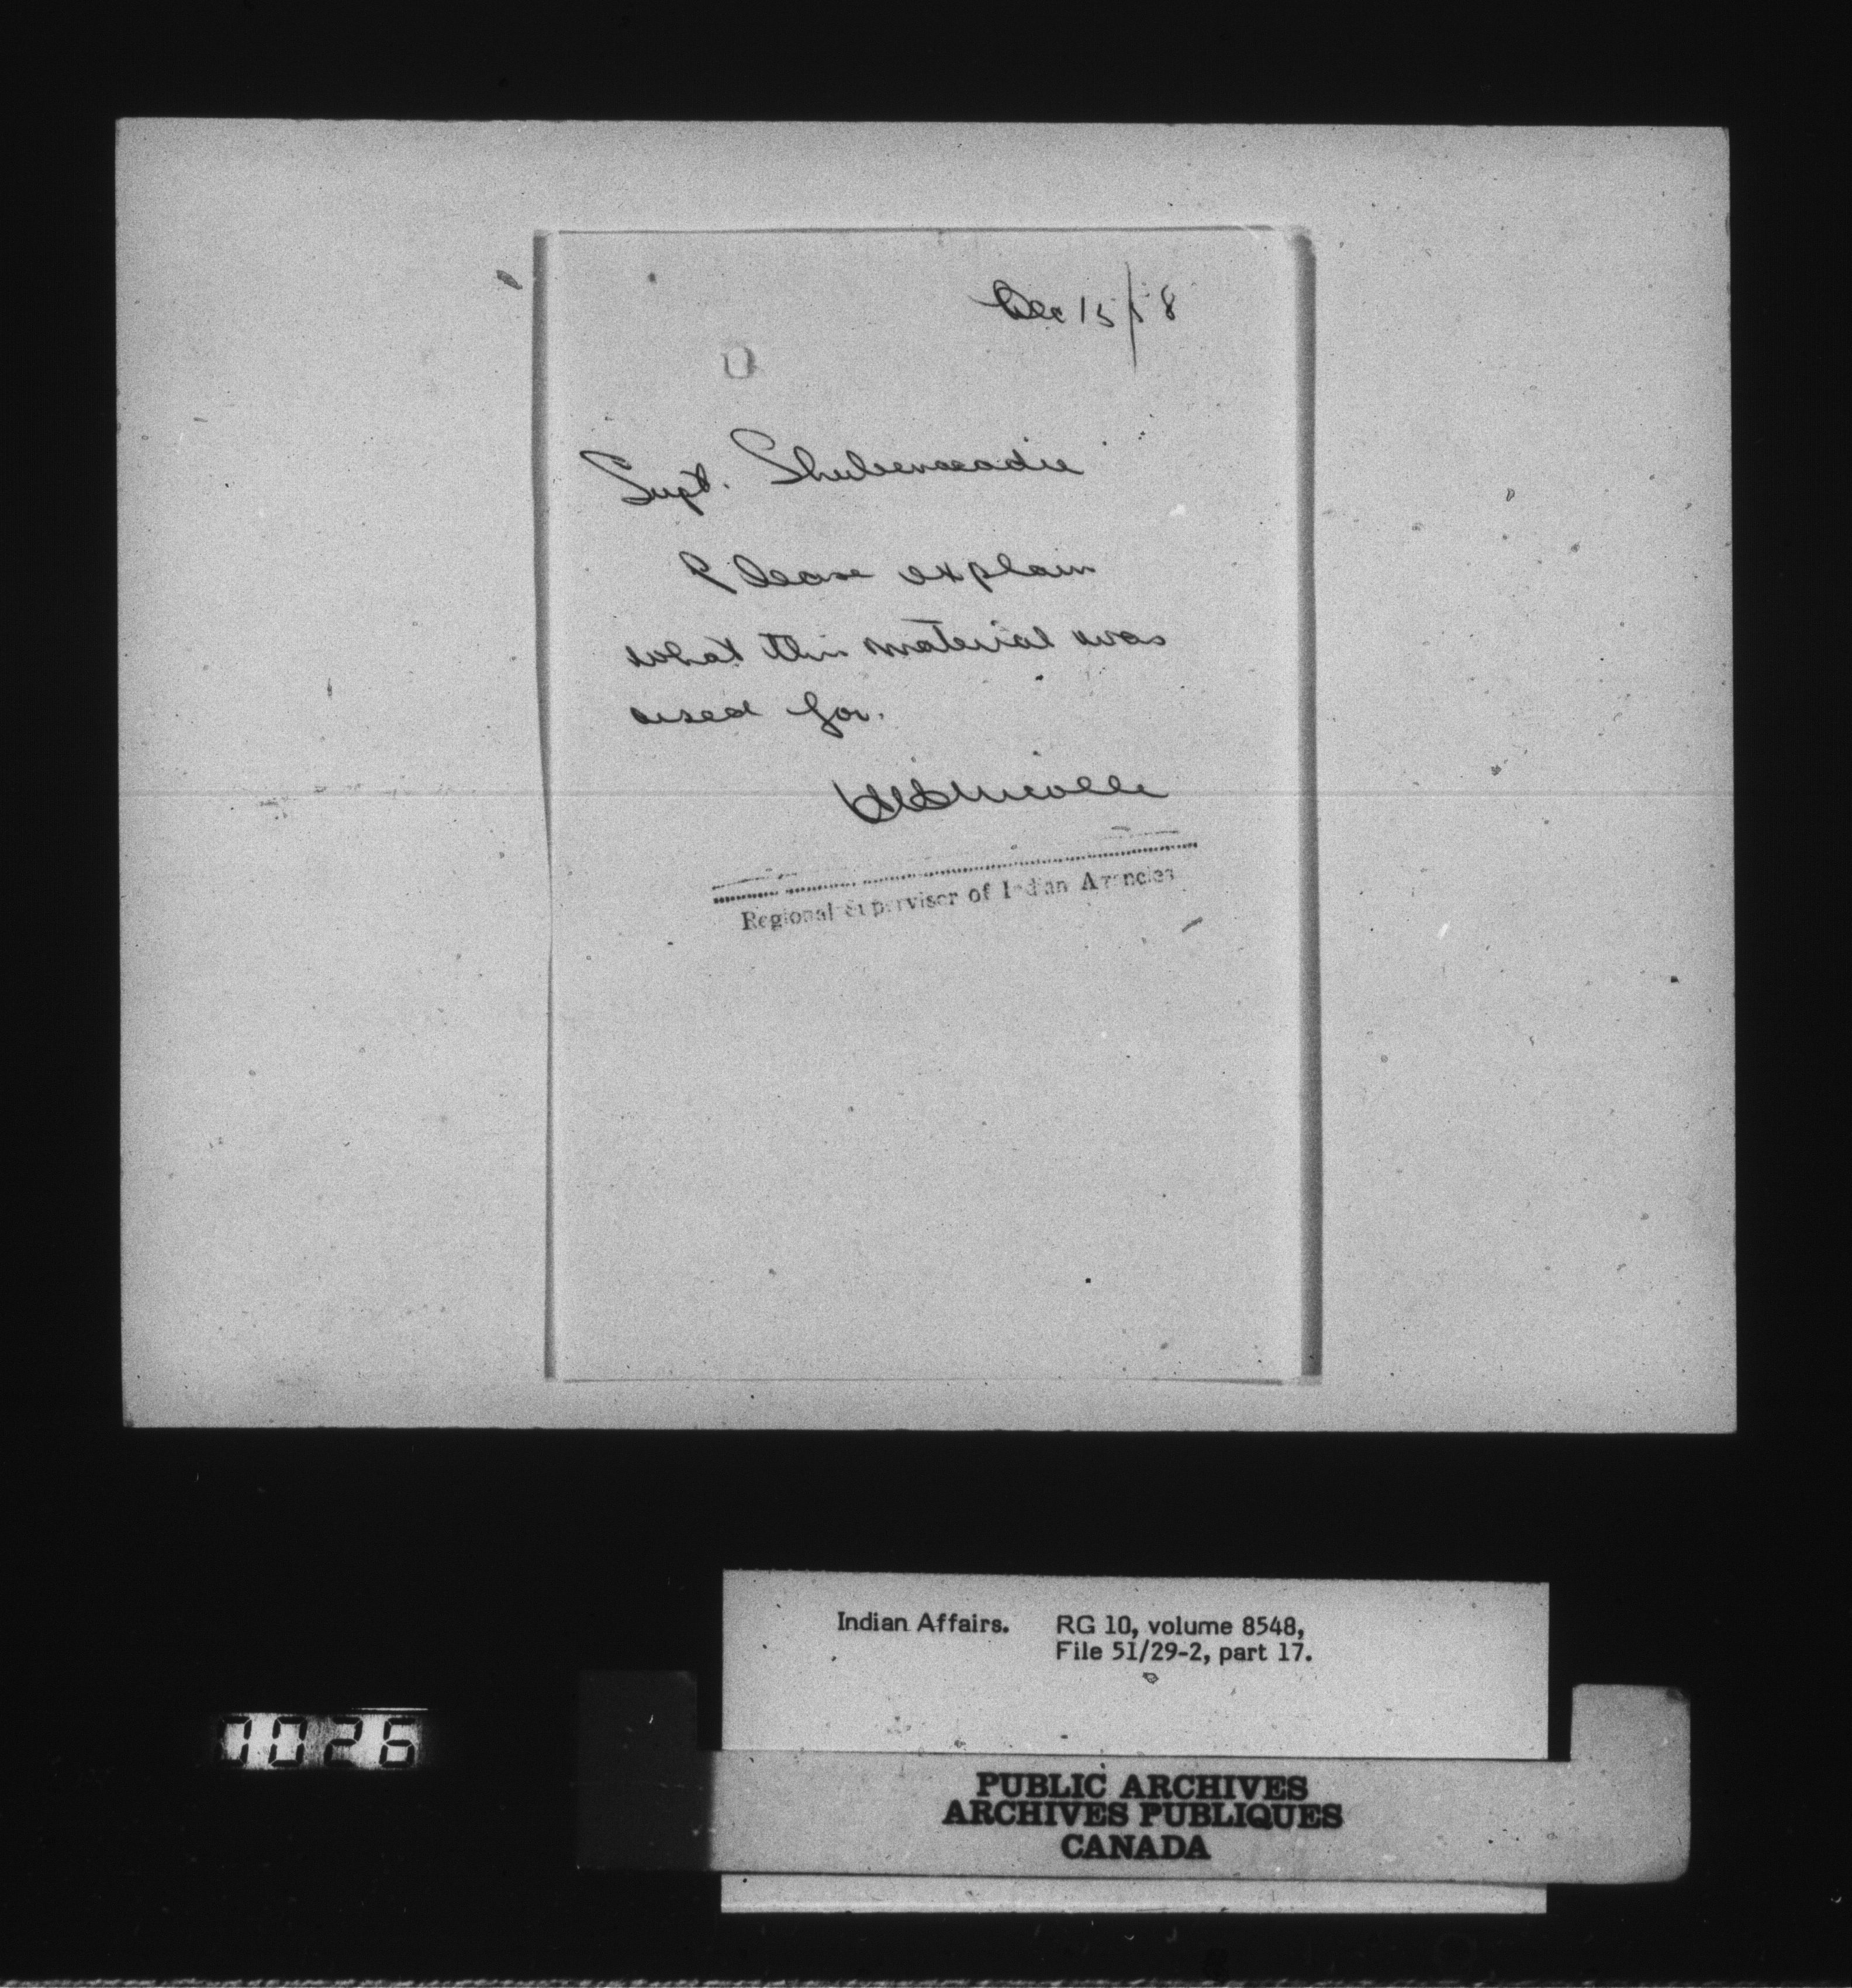 Dec 15/58
Supt. Shubenacadie
Please explain
what this material was
used for.
Regional Supervisor of Indian Agencies
Indian Affairs. RG 10, volume 8548,
File 51/29-2, part 17.
PUBLIC ARCHIVES
ARCHIVES PUBLIQUES
CANADA
1026